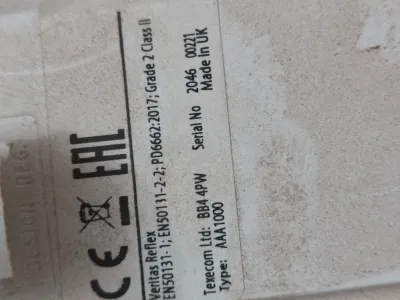 CE EAC
Veritas Reflex
EN50131-1; EN50131-2-2; PD6662:2017; Grade 2 Class II
Texecom Ltd: BB4 4PW Serial No 2046 00221
Type: AAA1000 Made in UK